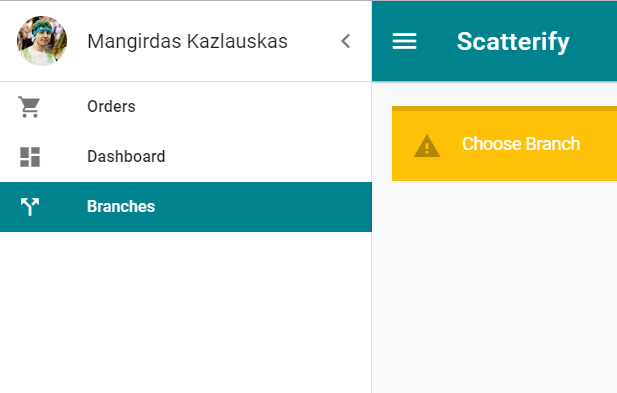 Mangirdas Kazlauskas
Orders
Dashboard
Branches
Scatterify
Choose Branch